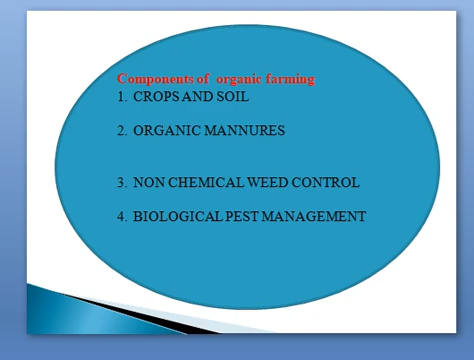 Components of organic farming
1. CROPS AND SOIL
2. ORGANIC MANNURES
3. NON CHEMICAL WEED CONTROL
4. BIOLOGICAL PEST MANAGEMENT